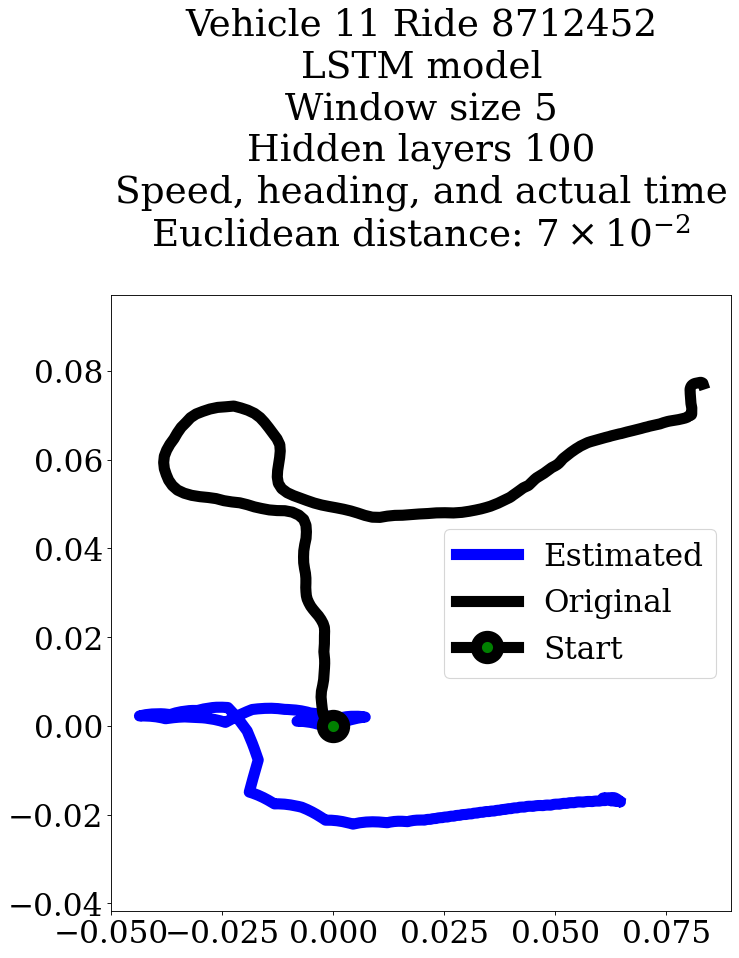 Vehicle 11 Ride 8712452
LSTM model
Window size 5
Hidden layers 100
Speed, heading, and actual time
Euclidean distance: 7 × 10⁻²
0.08
0.06
0.04
0.02
0.00
−0.02
−0.04
Estimated
Original
Start
−0.050 −0.025 0.000 0.025 0.050 0.075